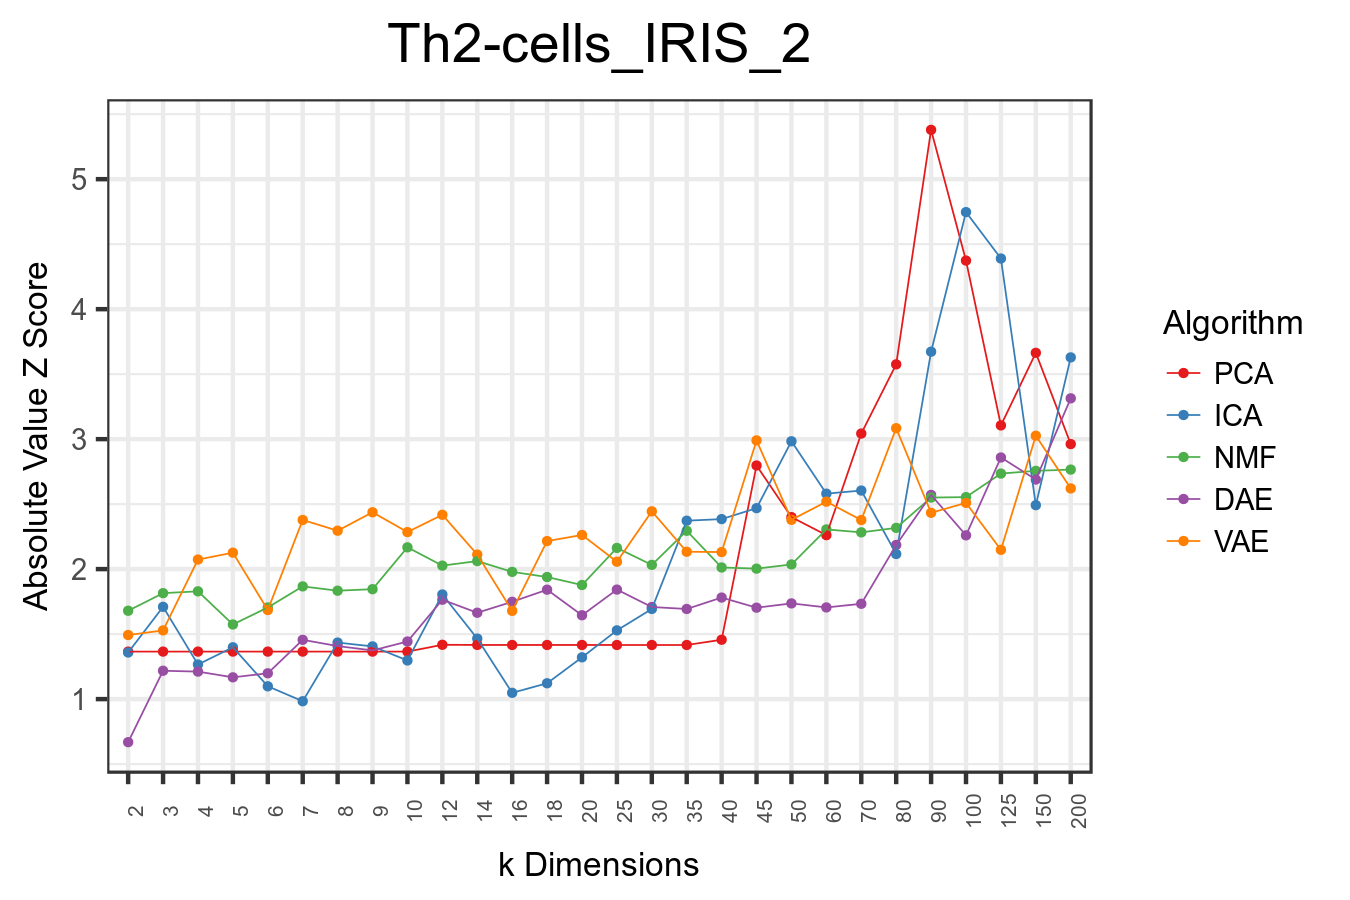 Th2-cells_IRIS_2
Absolute Value Z Score
5
4
3
2
1
2 3 4 5 6 7 8 9 10 12 14 16 18 20 25 30 35 40 45 50 60 70 80 90 100 125 150 200
k Dimensions
Algorithm
PCA
ICA
NMF
DAE
VAE